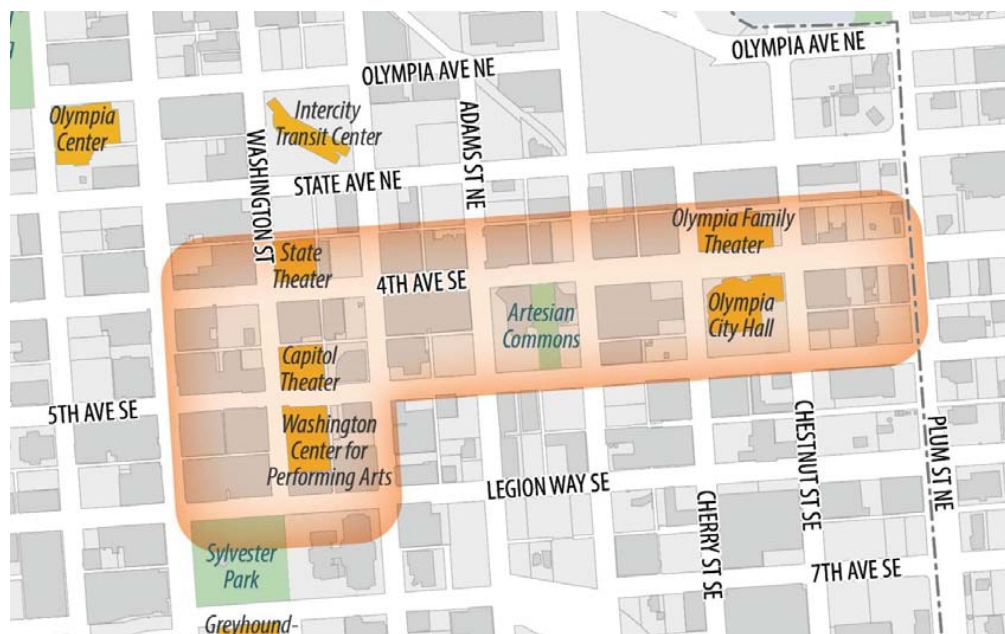 OLYMPIA AVE NE
OLYMPIA AVE NE
Olympia
Center
Intercity
Transit Center
WASHINGTON ST
ADAMS ST NE
STATE AVE NE
State
Theater
Olympia Family
Theater
4TH AVE SE
Artesian
Commons
Olympia
City Hall
Capitol
Theater
5TH AVE SE
Washington
Center for
Performing Arts
LEGION WAY SE
CHERRY ST SE
CHESTNUT ST SE
PLUM ST NE
Sylvester
Park
7TH AVE SE
Greyhound-